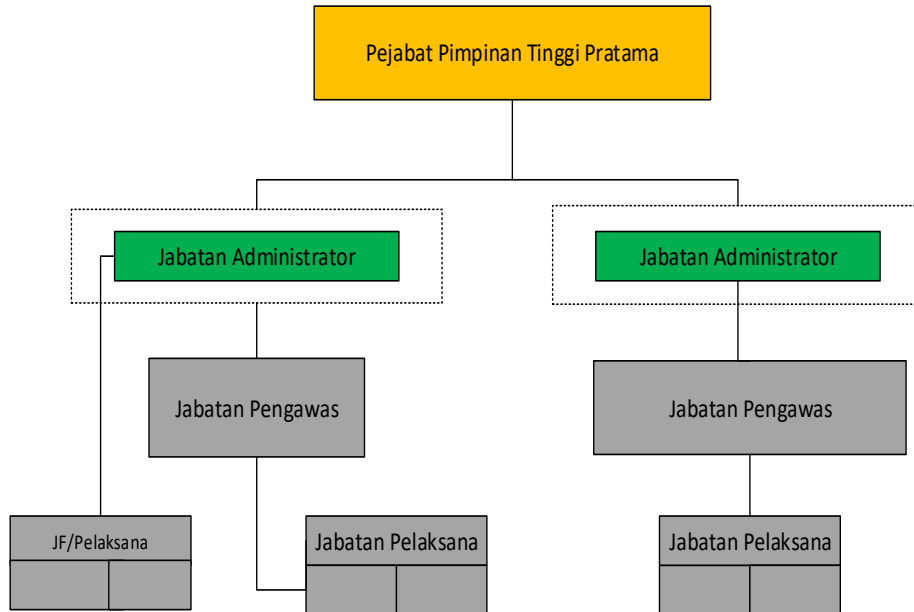 Pejabat Pimpinan Tinggi Pratama
Jabatan Administrator
Jabatan Administrator
Jabatan Pengawas
Jabatan Pengawas
JF/Pelaksana
Jabatan Pelaksana
Jabatan Pelaksana